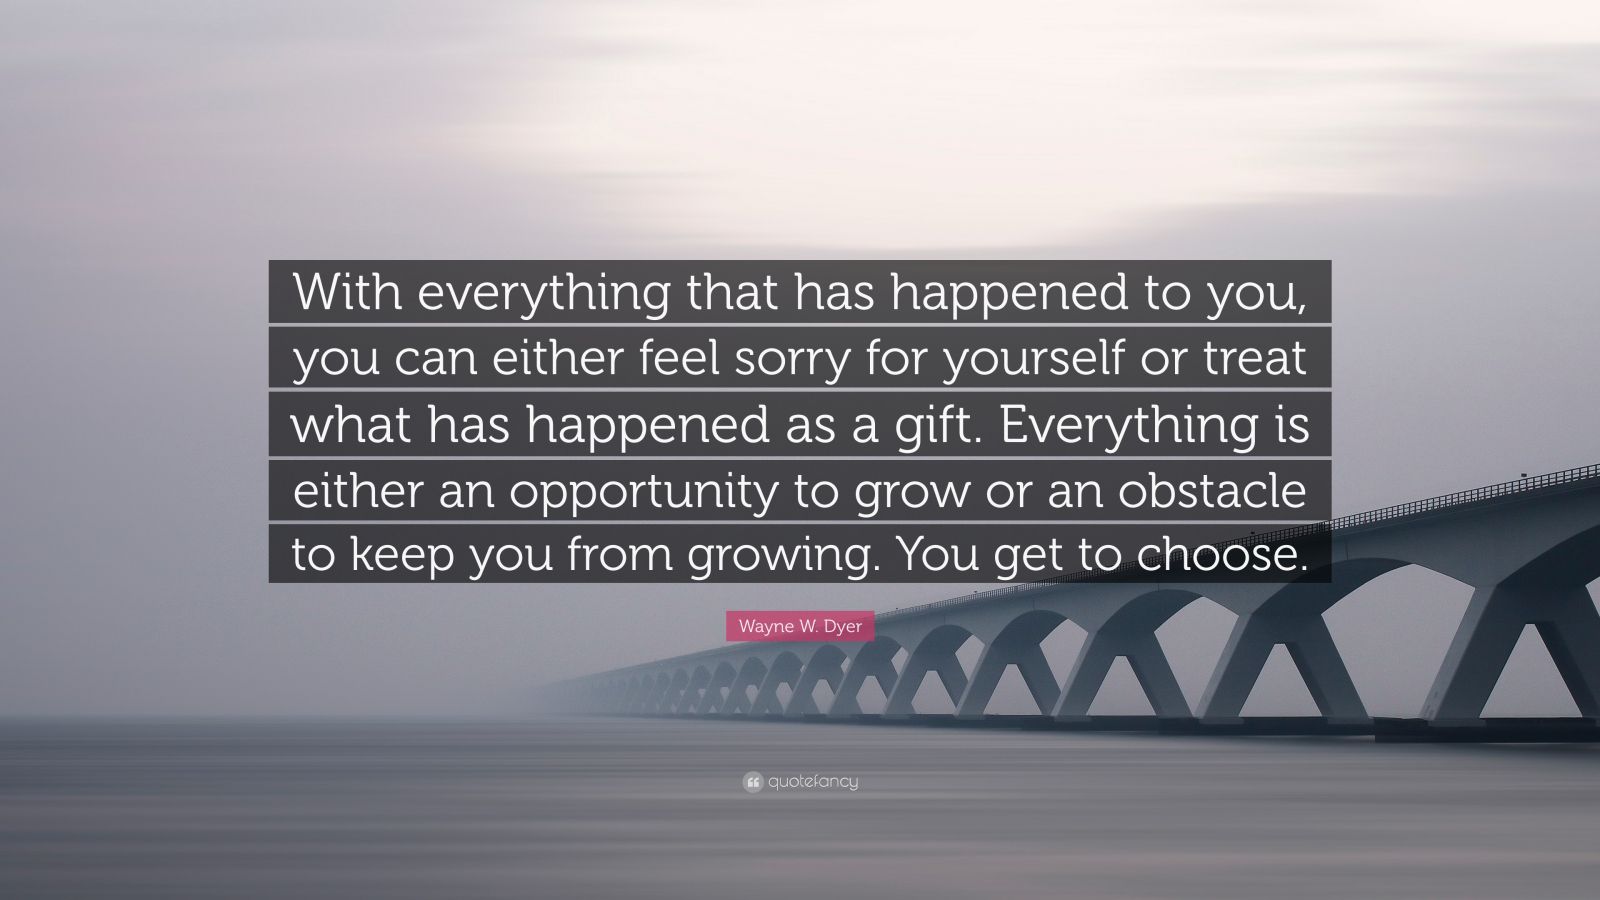 With everything that has happened to you,
you can either feel sorry for yourself or treat
what has happened as a gift. Everything is
either an opportunity to grow or an obstacle
to keep you from growing. You get to choose.
Wayne W. Dyer
quotefancy